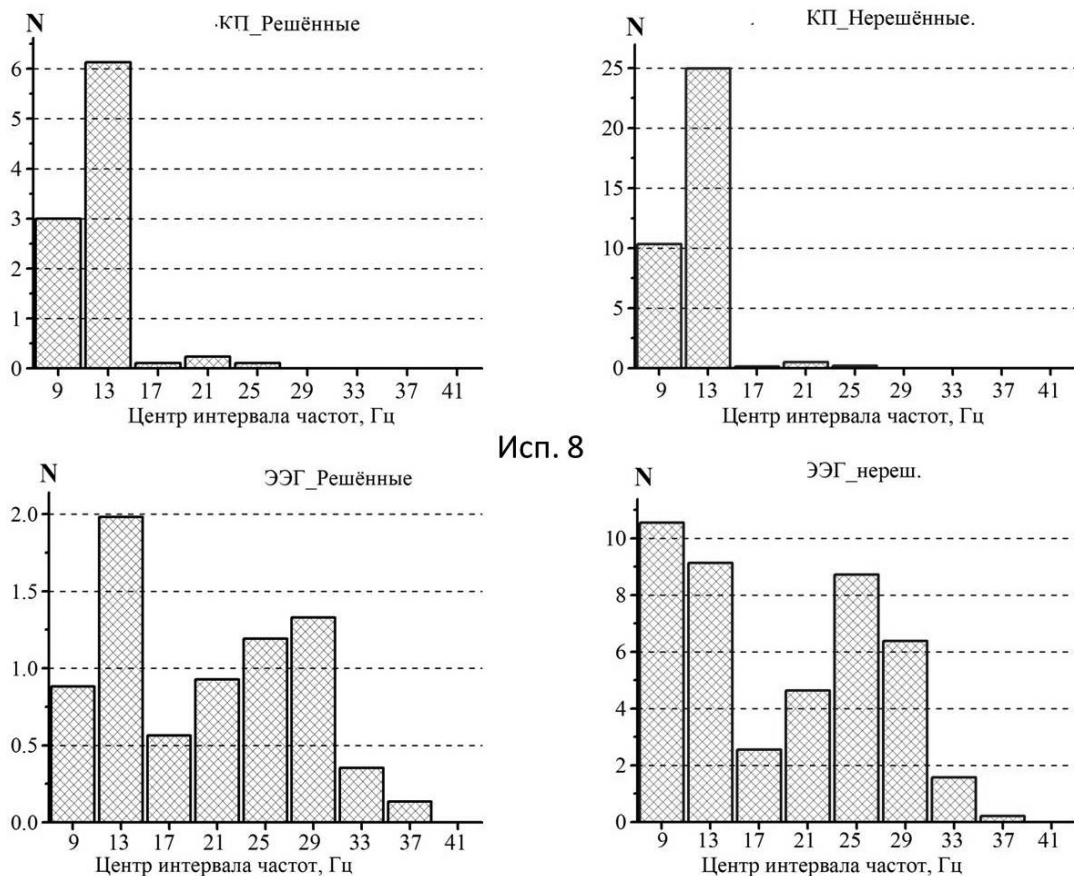 ·КП_Решённые
N
6
5
4
3
2
1
0
9 13 17 21 25 29 33 37 41
Центр интервала частот, Гц
. КП_Нерешённые.
N
25
20
15
10
5
0
9 13 17 21 25 29 33 37 41
Центр интервала частот, Гц
Исп. 8
ЭЭГ_Решённые
N
2.0
1.5
1.0
0.5
0.0
9 13 17 21 25 29 33 37 41
Центр интервала частот, Гц
ЭЭГ_нереш.
N
10
8
6
4
2
0
9 13 17 21 25 29 33 37 41
Центр интервала частот, Гц